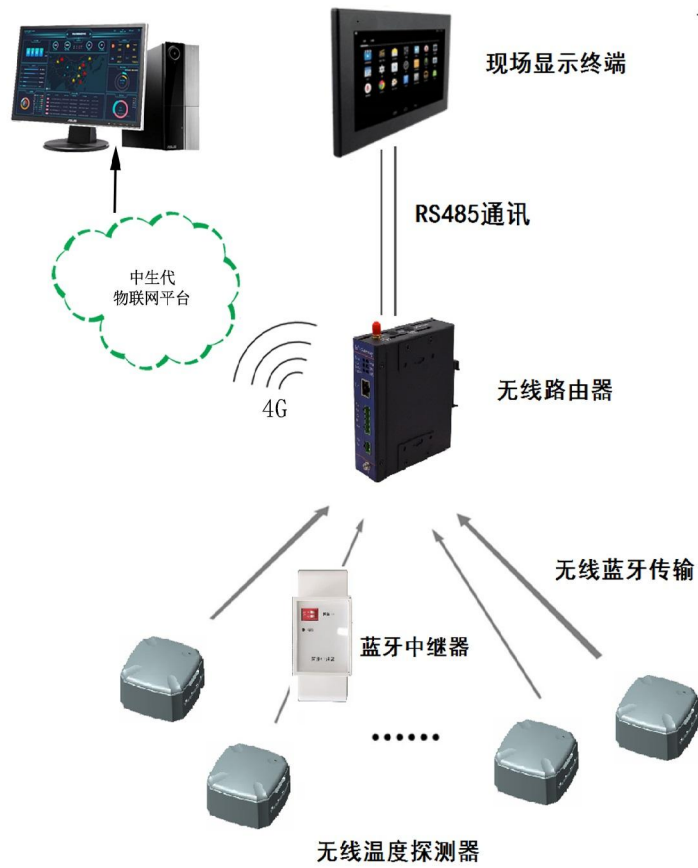 现场显示终端
RS485通讯
中生代
物联网平台
4G
无线路由器
无线蓝牙传输
蓝牙中继器
无线温度探测器